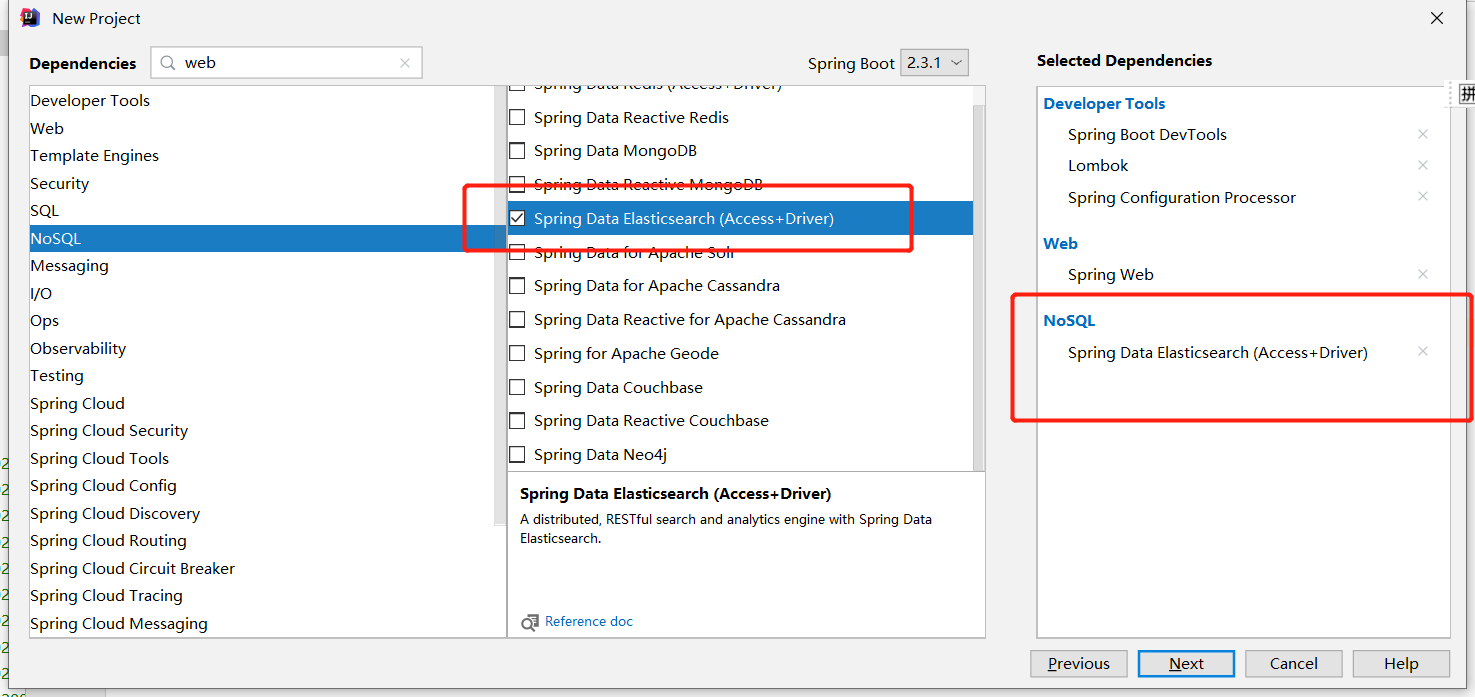 New Project
Dependencies
web
Spring Boot
2.3.1
Developer Tools
Web
Template Engines
Security
SQL
NoSQL
Messaging
I/O
Ops
Observability
Testing
Spring Cloud
Spring Cloud Security
Spring Cloud Tools
Spring Cloud Config
Spring Cloud Discovery
Spring Cloud Routing
Spring Cloud Circuit Breaker
Spring Cloud Tracing
Spring Cloud Messaging
Spring Data Redis (Access+Driver)
Spring Data Reactive Redis
Spring Data MongoDB
Spring Data Reactive MongoDB
Spring Data Elasticsearch (Access+Driver)
Spring Data for Apache Solr
Spring Data for Apache Cassandra
Spring Data Reactive for Apache Cassandra
Spring for Apache Geode
Spring Data Couchbase
Spring Data Reactive Couchbase
Spring Data Neo4j
Spring Data Elasticsearch (Access+Driver)
A distributed, RESTful search and analytics engine with Spring Data
Elasticsearch.
Reference doc
Selected Dependencies
Developer Tools
Spring Boot DevTools
Lombok
Spring Configuration Processor
Web
Spring Web
NoSQL
Spring Data Elasticsearch (Access+Driver)
Previous
Next
Cancel
Help